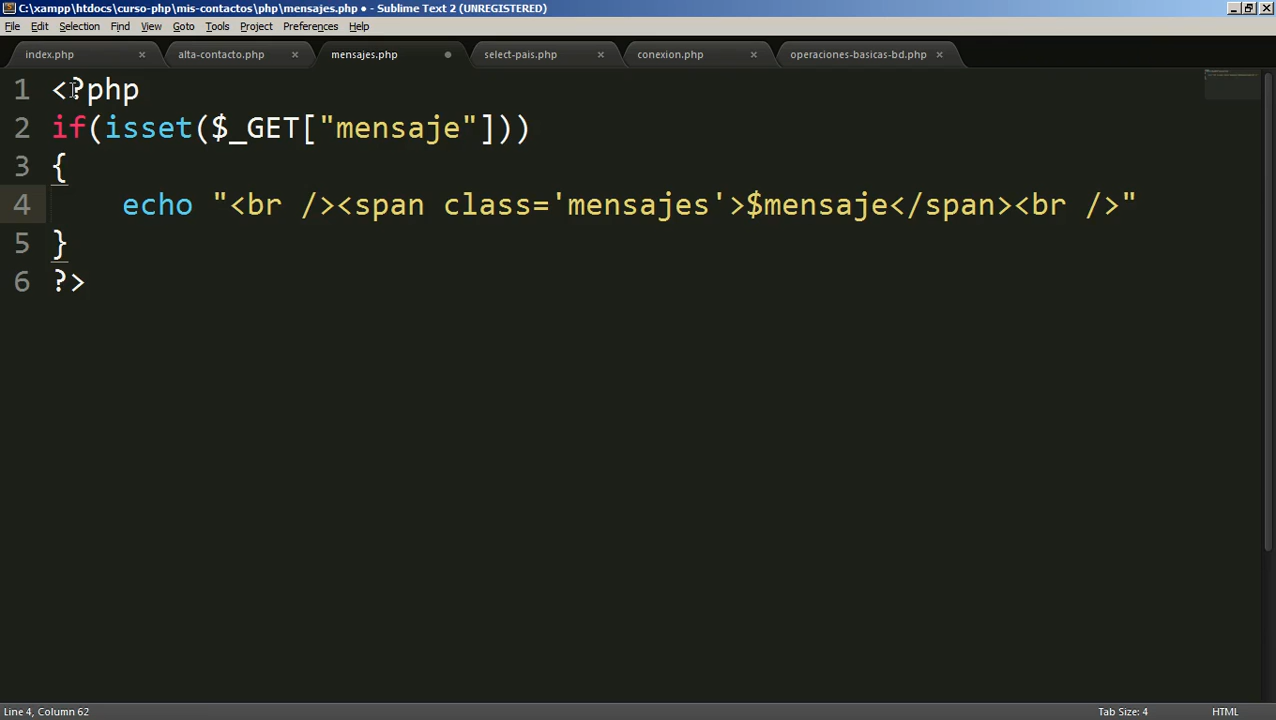 C:\xampp\htdocs\curso-php\mis-contactos\php\mensajes.php • - Sublime Text 2 (UNREGISTERED)
File Edit Selection Find View Goto Tools Project Preferences Help
index.php × alta-contacto.php × mensajes.php • select-pais.php × conexion.php × operaciones-basicas-bd.php ×
1 <?php
2 if(isset($_GET["mensaje"]))
3 {
4     echo "<br /><span class='mensajes'>$mensaje</span><br />"
5 }
6 ?>
Line 4, Column 62 Tab Size: 4 HTML